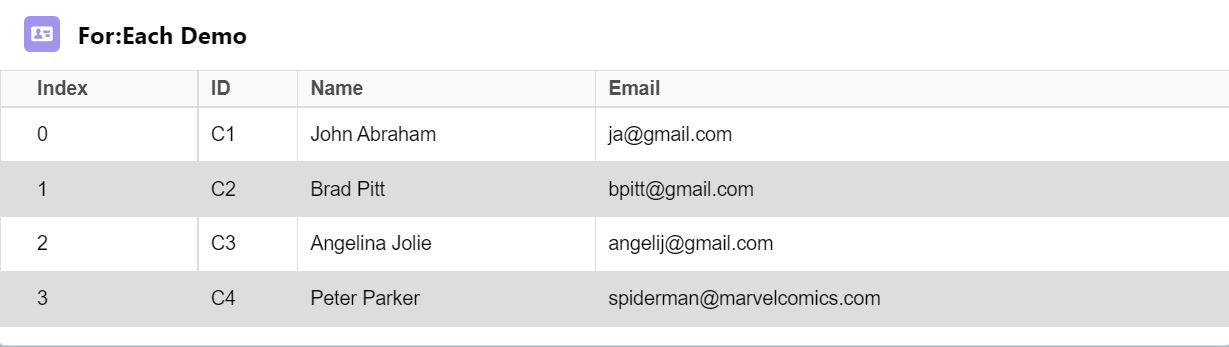 For:Each Demo
Index ID Name Email
0 C1 John Abraham ja@gmail.com
1 C2 Brad Pitt bpitt@gmail.com
2 C3 Angelina Jolie angelij@gmail.com
3 C4 Peter Parker spiderman@marvelcomics.com